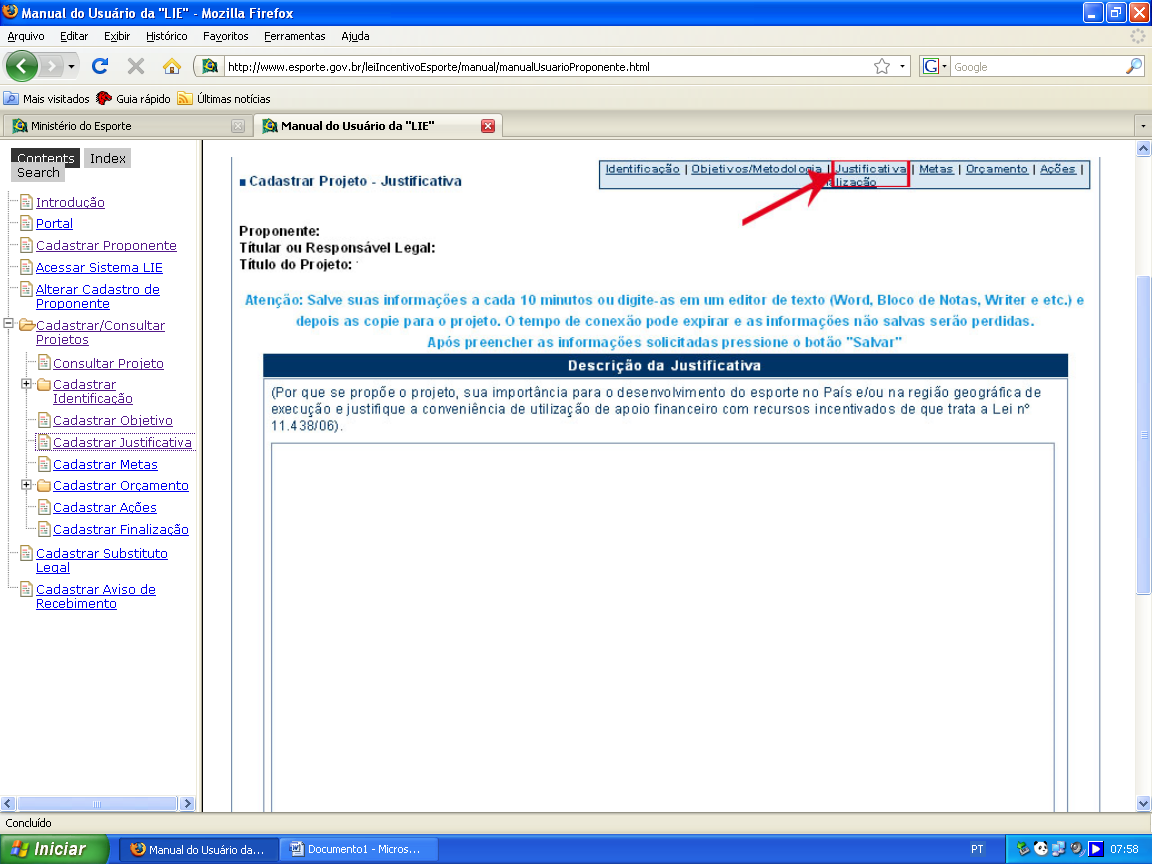 Manual do Usuário da "LIE" - Mozilla Firefox
Arquivo Editar Exibir Histórico Favoritos Ferramentas Ajuda
http://www.esporte.gov.br/leiIncentivoEsporte/manual/manualUsuarioProponente.html
G Google
Mais visitados Guia rápido Últimas notícias
Ministério do Esporte
Manual do Usuário da "LIE"
Contents Index
Search
Introdução
Portal
Cadastrar Proponente
Acessar Sistema LIE
Alterar Cadastro de
Proponente
Cadastrar/Consultar
Projetos
Consultar Projeto
Cadastrar
Identificação
Cadastrar Objetivo
Cadastrar Justificativa
Cadastrar Metas
Cadastrar Orçamento
Cadastrar Ações
Cadastrar Finalização
Cadastrar Substituto
Legal
Cadastrar Aviso de
Recebimento
Cadastrar Projeto - Justificativa
Identificação | Objetivos/Metodologia | Justificativa | Metas | Orçamento | Ações |
alização
Proponente:
Títular ou Responsável Legal:
Título do Projeto:
Atenção: Salve suas informações a cada 10 minutos ou digite-as em um editor de texto (Word, Bloco de Notas, Writer e etc.) e
depois as copie para o projeto. O tempo de conexão pode expirar e as informações não salvas serão perdidas.
Após preencher as informações solicitadas pressione o botão "Salvar"
Descrição da Justificativa
(Por que se propõe o projeto, sua importância para o desenvolvimento do esporte no País e/ou na região geográfica de
execução e justifique a conveniência de utilização de apoio financeiro com recursos incentivados de que trata a Lei nº
11.438/06).
Concluído
Iniciar
Manual do Usuário da...
Documento1 - Micros...
PT
07:58